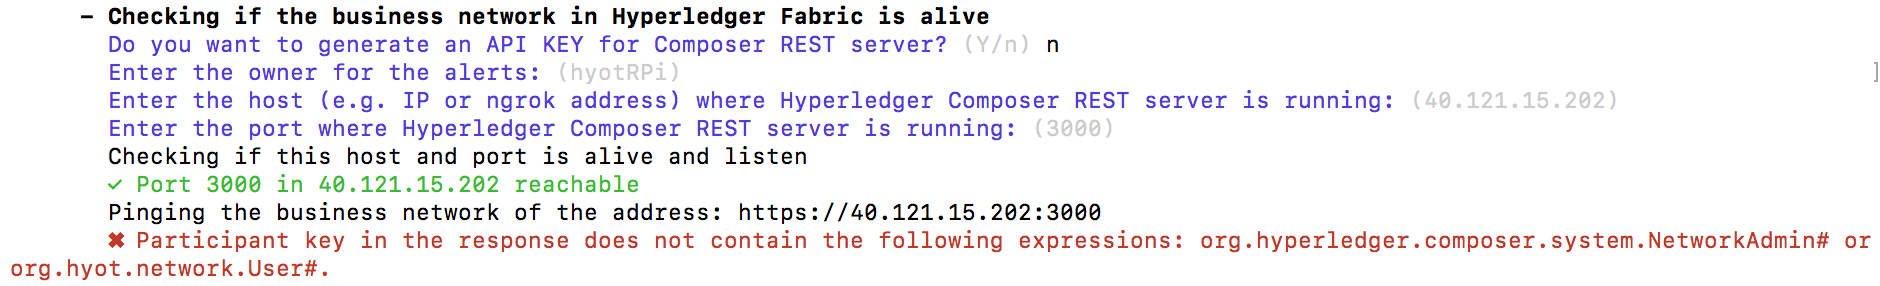 – Checking if the business network in Hyperledger Fabric is alive
Do you want to generate an API KEY for Composer REST server? (Y/n) n
Enter the owner for the alerts: (hyotRPi)
]
Enter the host (e.g. IP or ngrok address) where Hyperledger Composer REST server is running: (40.121.15.202)
Enter the port where Hyperledger Composer REST server is running: (3000)
Checking if this host and port is alive and listen
✓ Port 3000 in 40.121.15.202 reachable
Pinging the business network of the address: https://40.121.15.202:3000
✖ Participant key in the response does not contain the following expressions: org.hyperledger.composer.system.NetworkAdmin# or
org.hyot.network.User#.